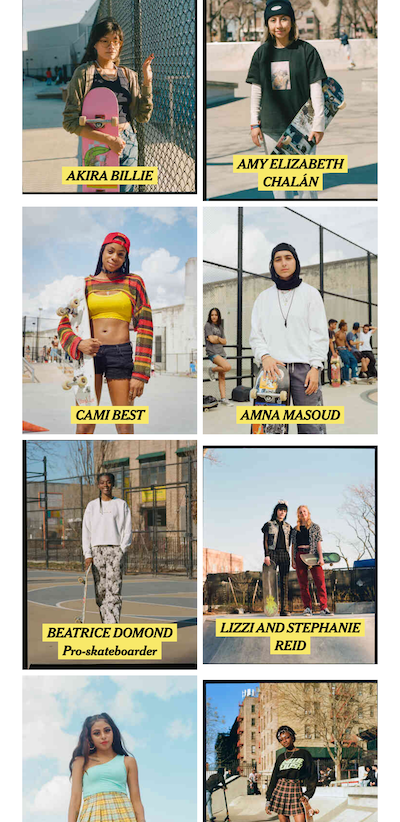 AKIRA BILLIE
AMY ELIZABETH
CHALÁN
CAMI BEST
AMNA MASOUD
BEATRICE DOMOND
Pro-skateboarder
LIZZI AND STEPHANIE
REID